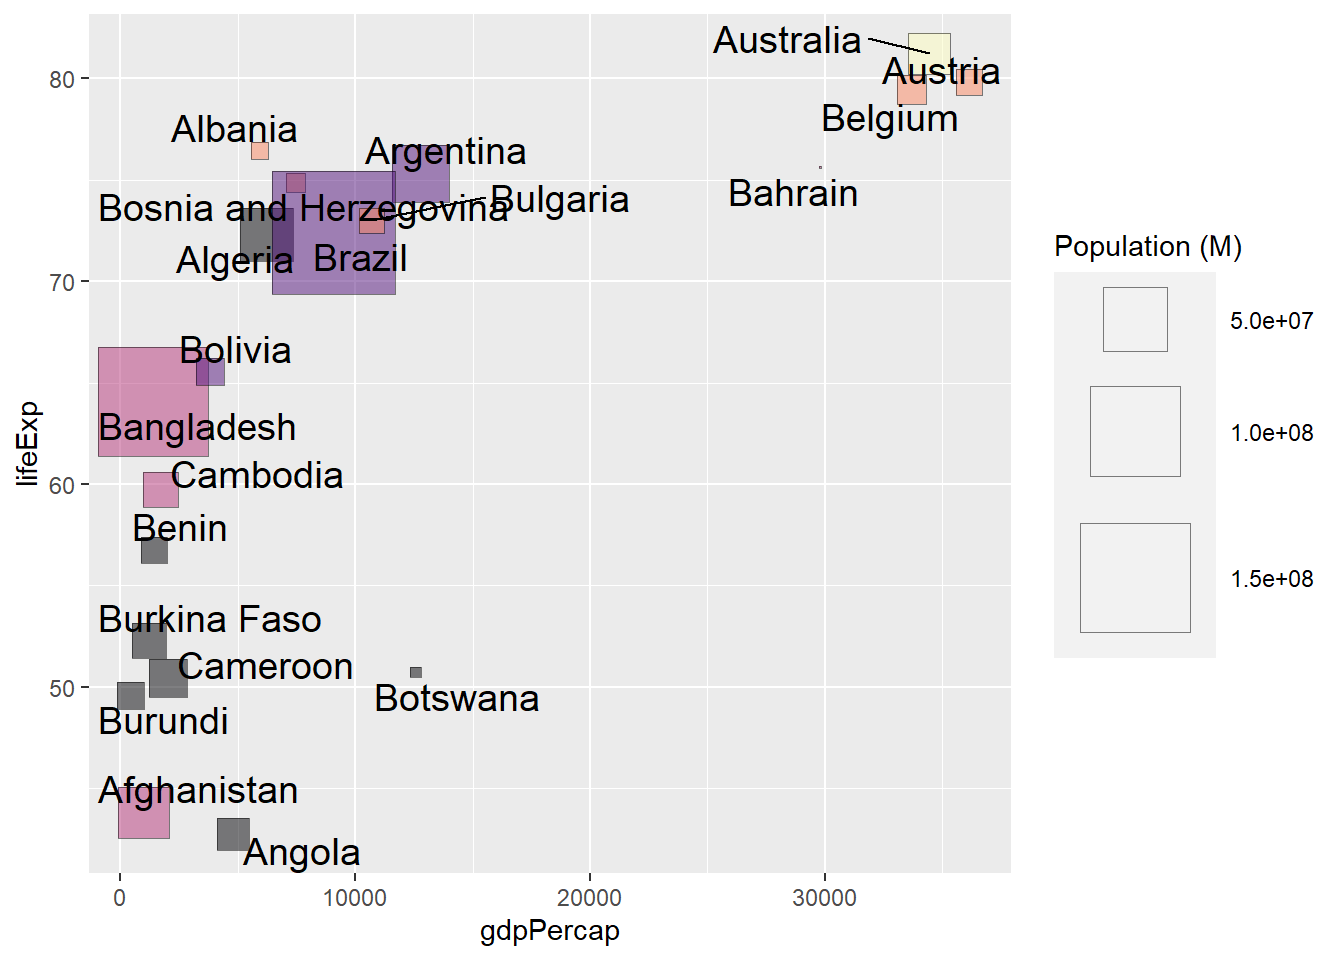 Australia
Austria
Belgium
Albania
Argentina
Bahrain
Bulgaria
Bosnia and Herzegovina
Algeria
Brazil
Bolivia
Bangladesh
Cambodia
Benin
Burkina Faso
Cameroon
Botswana
Burundi
Afghanistan
Angola
80
70
60
50
lifeExp
0
10000
20000
30000
gdpPercap
Population (M)
5.0e+07
1.0e+08
1.5e+08